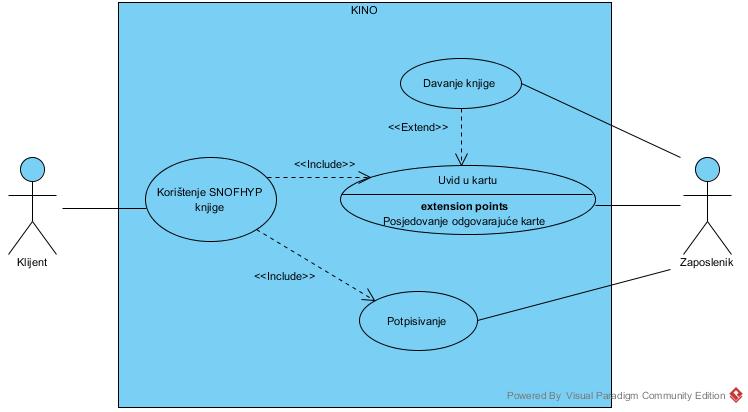 KINO
Davanje knjige
<<Extend>>
<<Include>>
Uvid u kartu
extension points
Posjedovanje odgovarajuće karte
Korištenje SNOFHYP
knjige
Klijent
Zaposlenik
<<Include>>
Potpisivanje
Powered By Visual Paradigm Community Edition